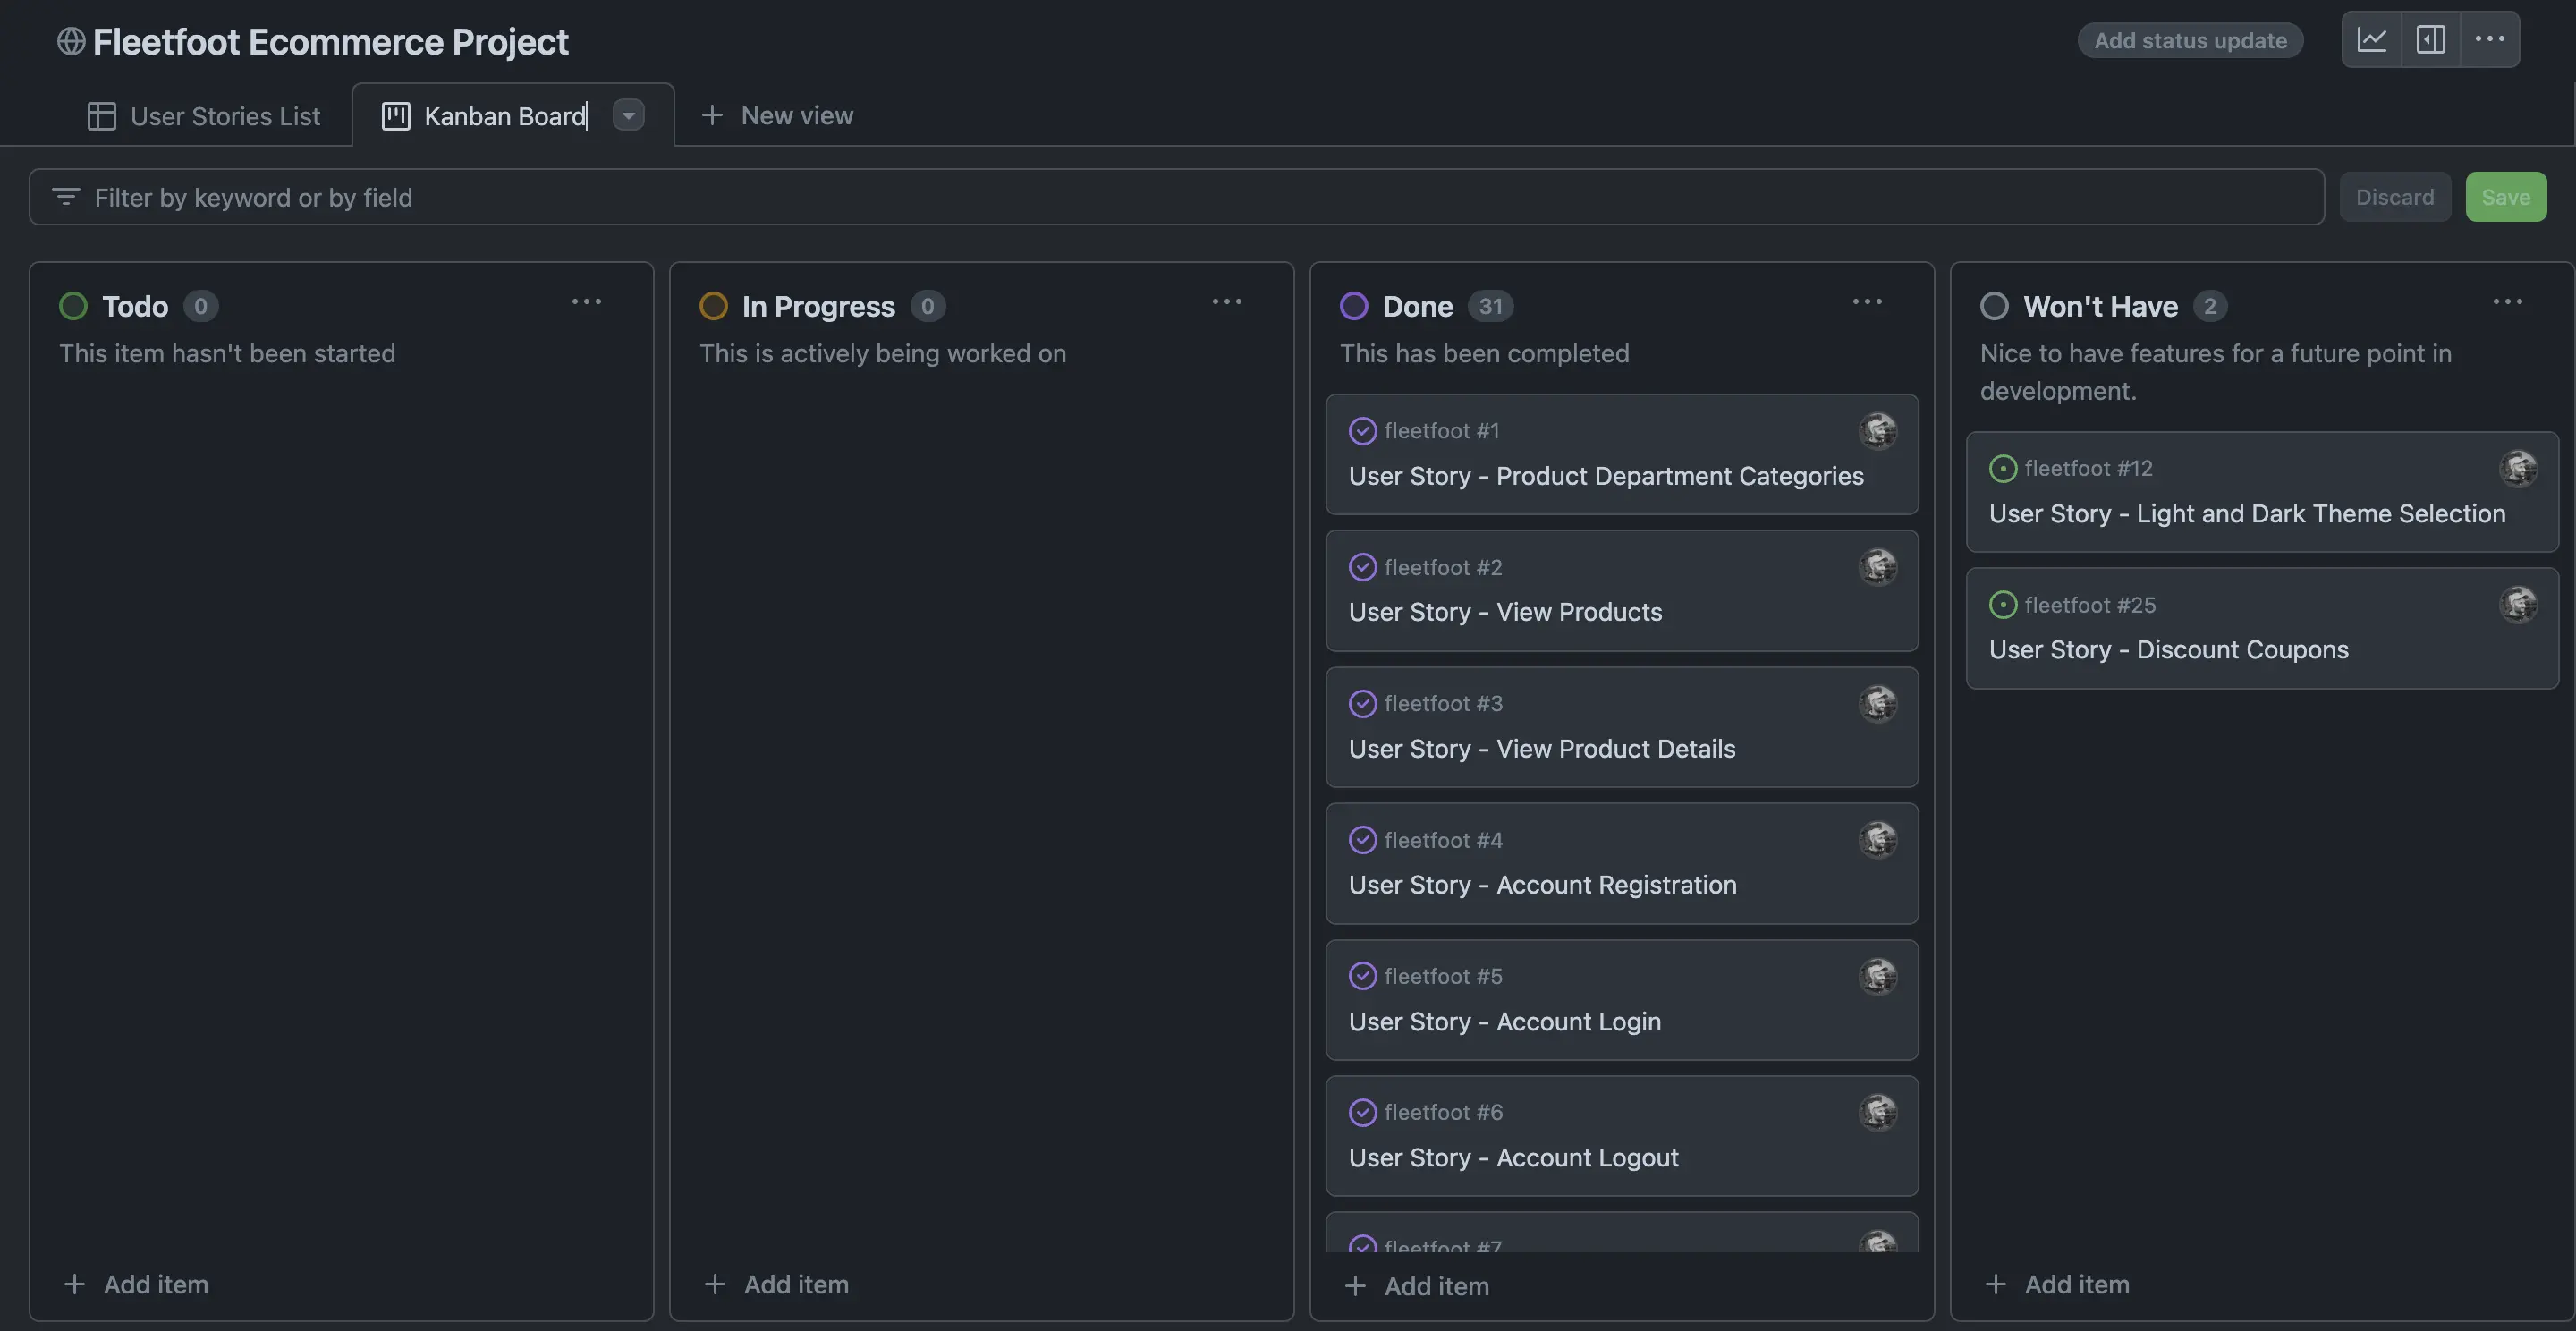 Fleetfoot Ecommerce Project
Add status update
User Stories List
Kanban Board
New view
Filter by keyword or by field
Discard
Save
Todo 0
This item hasn't been started
Add item
In Progress 0
This is actively being worked on
Add item
Done 31
This has been completed
fleetfoot #1
User Story - Product Department Categories
fleetfoot #2
User Story - View Products
fleetfoot #3
User Story - View Product Details
fleetfoot #4
User Story - Account Registration
fleetfoot #5
User Story - Account Login
fleetfoot #6
User Story - Account Logout
fleetfoot #7
Add item
Won't Have 2
Nice to have features for a future point in
development.
fleetfoot #12
User Story - Light and Dark Theme Selection
fleetfoot #25
User Story - Discount Coupons
Add item